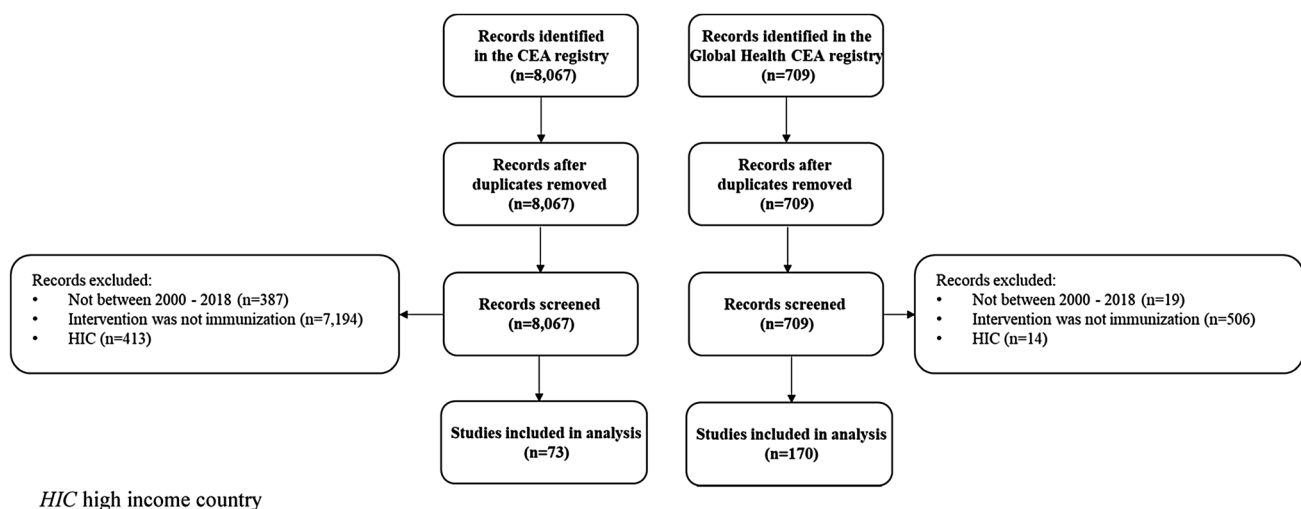 Records identified
in the CEA registry
(n=8,067)
Records identified in the
Global Health CEA registry
(n=709)
Records after
duplicates removed
(n=8,067)
Records after
duplicates removed
(n=709)
Records excluded:
• Not between 2000 - 2018 (n=387)
• Intervention was not immunization (n=7,194)
• HIC (n=413)
Records screened
(n=8,067)
Records screened
(n=709)
Records excluded:
• Not between 2000 - 2018 (n=19)
• Intervention was not immunization (n=506)
• HIC (n=14)
Studies included in analysis
(n=73)
Studies included in analysis
(n=170)
HIC high income country